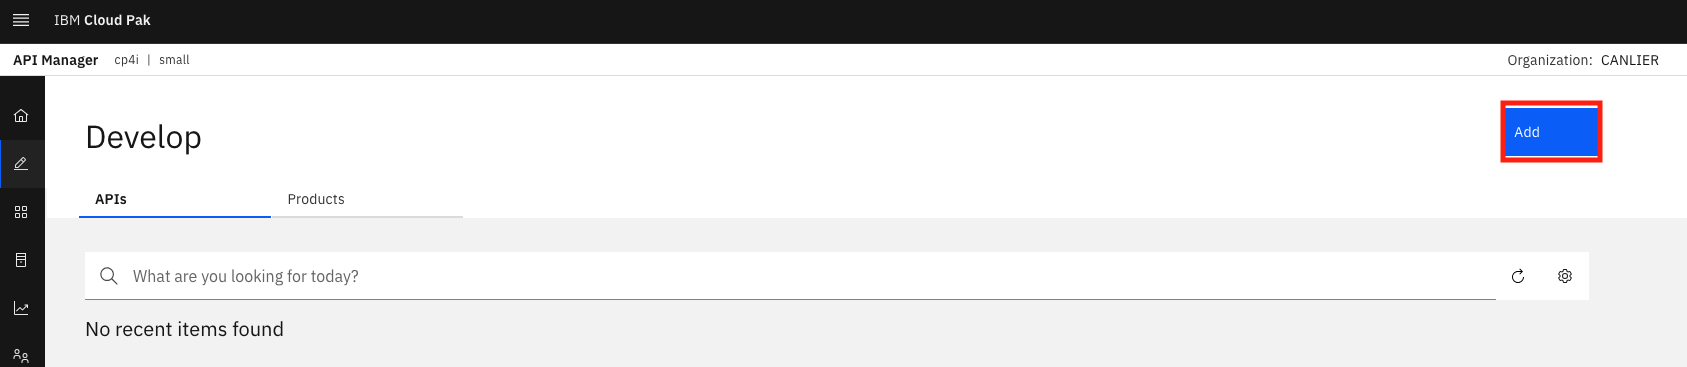 IBM Cloud Pak
API Manager cp4i | small Organization: CANLIER
Develop
Add
APIs Products
What are you looking for today?
No recent items found